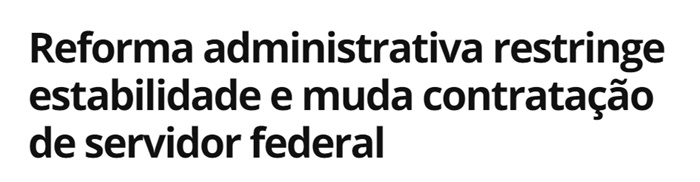 Reforma administrativa restringe
estabilidade e muda contratação
de servidor federal